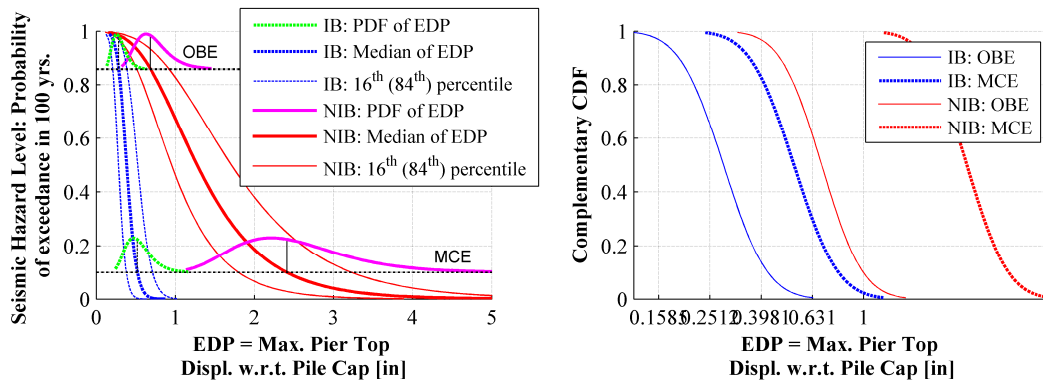 Seismic Hazard Level: Probability
of exceedance in 100 yrs.
1
0.8
0.6
0.4
0.2
0
OBE
MCE
IB: PDF of EDP
IB: Median of EDP
IB: 16th (84th) percentile
NIB: PDF of EDP
NIB: Median of EDP
NIB: 16th (84th) percentile
0 1 2 3 4 5
EDP = Max. Pier Top
Displ. w.r.t. Pile Cap [in]
Complementary CDF
1
0.8
0.6
0.4
0.2
0
IB: OBE
IB: MCE
NIB: OBE
NIB: MCE
0.1585 0.2512 0.3981 0.631 1
EDP = Max. Pier Top
Displ. w.r.t. Pile Cap [in]